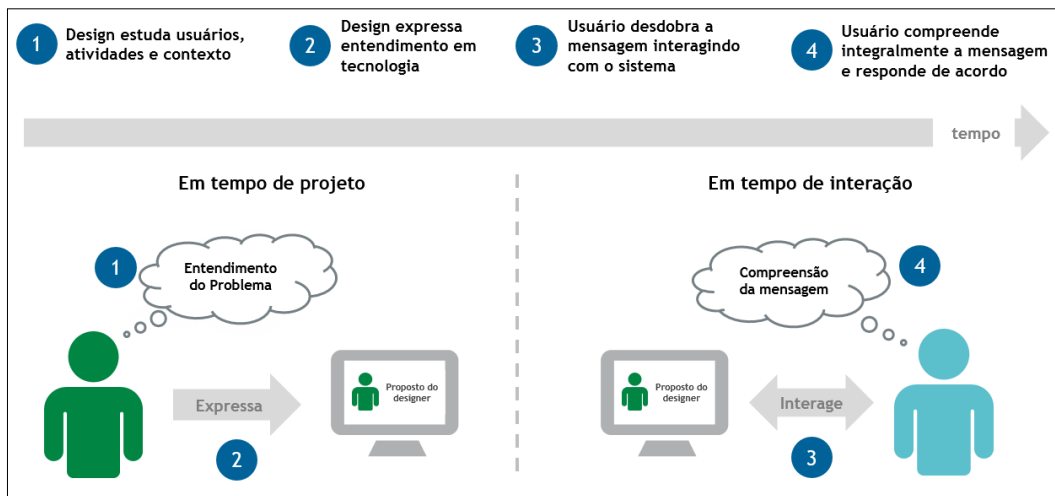 1
Design estuda usuários,
atividades e contexto
2
Design expressa
entendimento em
tecnologia
3
Usuário desdobra
a mensagem interagindo
com o sistema
4
Usuário compreende
integralmente a mensagem
e responde de acordo
tempo
Em tempo de projeto
Em tempo de interação
1
Entendimento
do Problema
Compreensão
da mensagem
4
Expressa
2
Proposto do
designer
Proposto do
designer
Interage
3